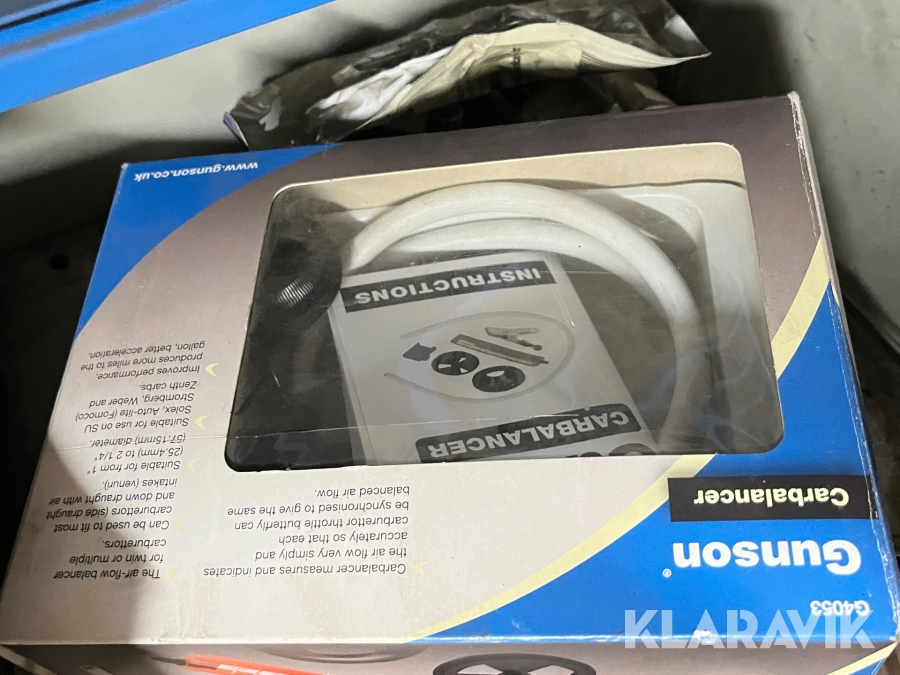 G4053
Gunson®
Carbalancer
Carbalancer measures and indicates
the air flow very simply and
accurately so that each
carburettor throttle butterfly can
be synchronised to give the same
balanced air flow.
The air-flow balancer
for twin or multiple
carburettors.
Can be used to fit most
carburettors (side draught
and down draught with air
intakes (venuri).
Suitable for from 1"
(25.4mm) to 2 1/4"
(57.15mm) diameter.
Suitable for use on SU
Solex, Auto-lite (Fomoco)
Stromberg, Weber and
Zenth carbs.
Improves performance.
produces more miles to the
gallon, better acceleration.
CARBALANCER
INSTRUCTIONS
www.gunson.co.uk
KLARAVIK